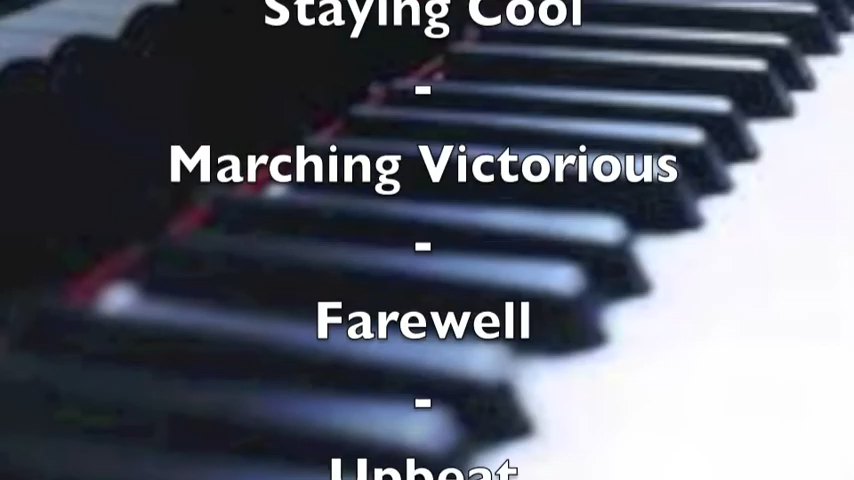 Staying Cool
-
Marching Victorious
-
Farewell
-
Upbeat